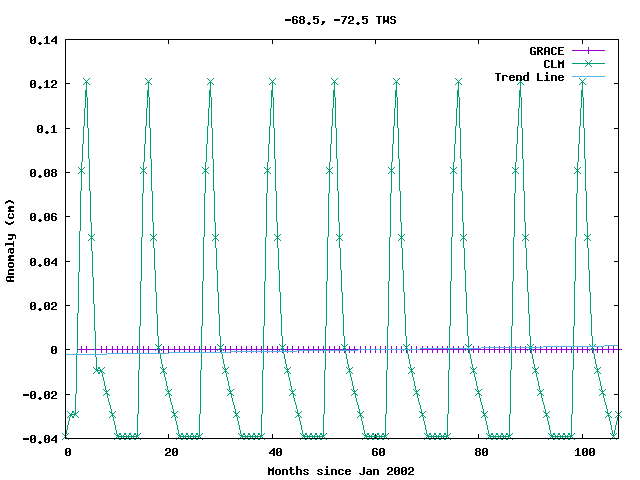 -68.5, -72.5 TWS
GRACE
CLM
Trend Line
0.14
0.12
0.1
0.08
0.06
0.04
0.02
0
-0.02
-0.04
Anomaly (cm)
0 20 40 60 80 100
Months since Jan 2002